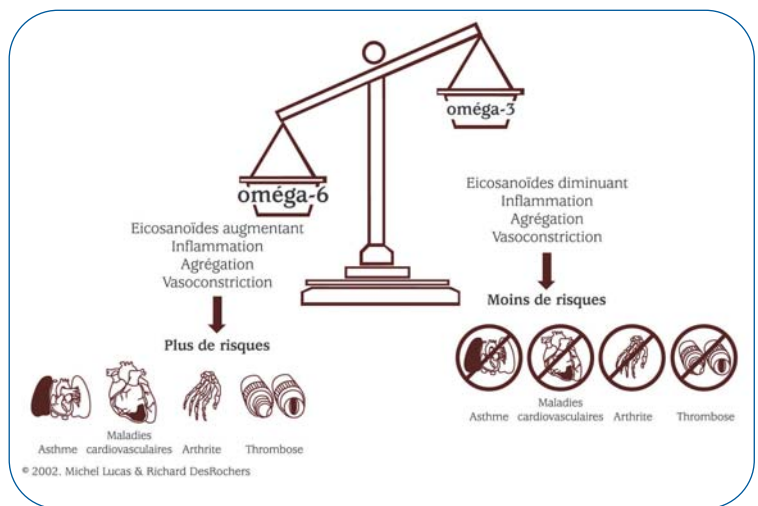 oméga-3
oméga-6
Eicosanoïdes diminuant
Inflammation
Agrégation
Vasoconstriction
Eicosanoïdes augmentant
Inflammation
Agrégation
Vasoconstriction
Moins de risques
Plus de risques
Asthme
Maladies
cardiovasculaires
Arthrite
Thrombose
Asthme
Maladies
cardiovasculaires
Arthrite
Thrombose
© 2002. Michel Lucas & Richard DesRochers